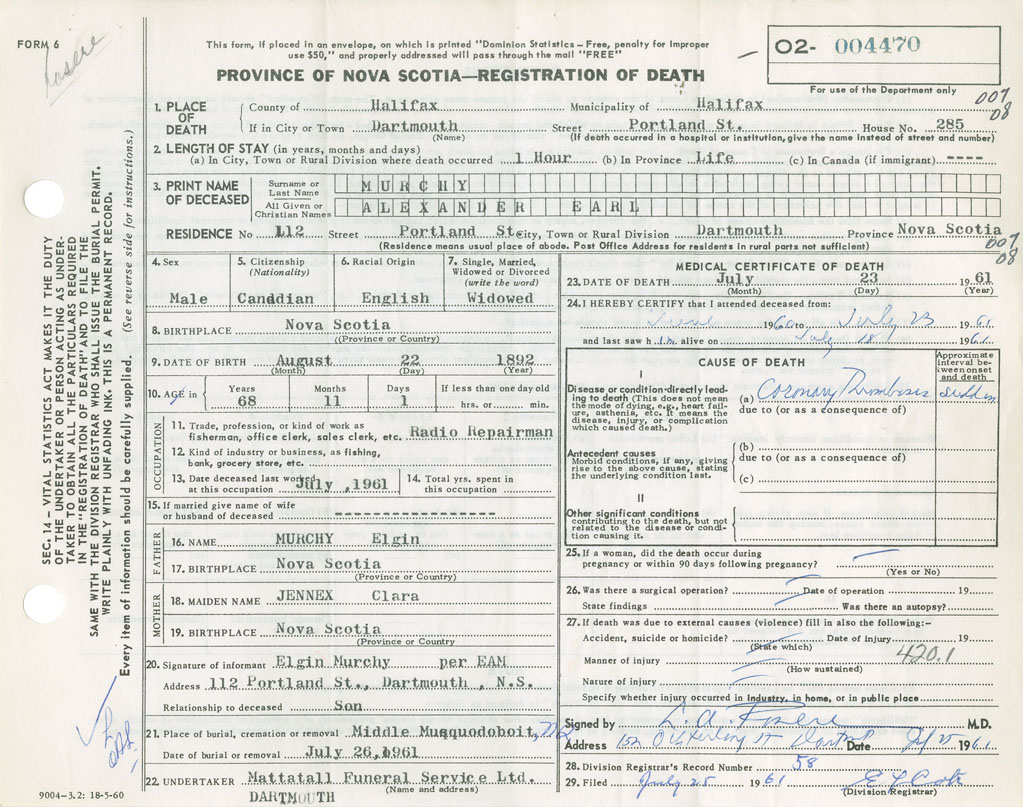 FORM 6
Rosere
This form, if placed in an envelope, on which is printed "Dominion Statistics – Free, penalty for improper
use $50," and properly addressed will pass through the mail "FREE"
PROVINCE OF NOVA SCOTIA—REGISTRATION OF DEATH
02- 004470
For use of the Department only
007
08
1. PLACE OF DEATH
County of Halifax Municipality of Halifax
If in City or Town Dartmouth Street Portland St. House No. 285
(Name) (If death occurred in a hospital or institution, give the name instead of street and number)
2. LENGTH OF STAY (in years, months and days)
(a) In City, Town or Rural Division where death occurred 1 Hour (b) In Province Life (c) In Canada (if immigrant) ----
3. PRINT NAME OF DECEASED
Surname or Last Name MURCHY
All Given or Christian Names ALEXANDER EARL
RESIDENCE No 112 Street Portland St. City, Town or Rural Division Dartmouth Province Nova Scotia
(Residence means usual place of abode. Post Office Address for residents in rural parts not sufficient)
007
08
4. Sex
Male
5. Citizenship (Nationality)
Canddian
6. Racial Origin
English
7. Single, Married, Widowed or Divorced (write the word)
Widowed
8. BIRTHPLACE Nova Scotia
(Province or Country)
9. DATE OF BIRTH August 22 1892
(Month) (Day) (Year)
10. AGE in Years 68 Months 11 Days 1 If less than one day old hrs. or min.
OCCUPATION
11. Trade, profession, or kind of work as
fisherman, office clerk, sales clerk, etc. Radio Repairman
12. Kind of industry or business, as fishing,
bank, grocery store, etc.
13. Date deceased last worked
at this occupation July ,1961
14. Total yrs. spent in
this occupation
15. If married give name of wife
or husband of deceased ----------------
FATHER
16. NAME MURCHY Elgin
17. BIRTHPLACE Nova Scotia
(Province or Country)
MOTHER
18. MAIDEN NAME JENNEX Clara
19. BIRTHPLACE Nova Scotia
(Province or Country
20. Signature of informant Elgin Murchy per EAM
Address 112 Portland St., Dartmouth , N.S.
Relationship to deceased Son
21. Place of burial, cremation or removal Middle Muqquodoboit,
Date of burial or removal July 26,1961
22. UNDERTAKER Mattatall Funeral Service Ltd.
(Name and address)
DARTMOUTH
MEDICAL CERTIFICATE OF DEATH
23. DATE OF DEATH July 23 1961
(Month) (Day) (Year)
24. I HEREBY CERTIFY that I attended deceased from:
June 1960 to July 23 1961
and last saw h im alive on July 18 1961
CAUSE OF DEATH
Approximate interval between onset and death
I
Disease or condition directly leading to death (This does not mean the mode of dying, e.g., heart failure, asthenia, etc. It means the disease, injury, or complication which caused death.)
(a) Coronary Thrombosis sudden
due to (or as a consequence of)
Antecedent causes
Morbid conditions, if any, giving rise to the above cause, stating the underlying condition last.
(b)
due to (or as a consequence of)
(c)
II
Other significant conditions
contributing to the death, but not related to the disease or condition causing it.
25. If a woman, did the death occur during
pregnancy or within 90 days following pregnancy?
(Yes or No)
26. Was there a surgical operation? Date of operation 19
State findings Was there an autopsy?
27. If death was due to external causes (violence) fill in also the following:-
Accident, suicide or homicide? Date of injury 19
(State which)
420.1
Manner of injury
(How sustained)
Nature of injury
Specify whether injury occurred in Industry, in home, or in public place
Signed by L. A. Rosere M.D.
Address 152 Date July 25 1961
28. Division Registrar's Record Number 58
29. Filed July 25 1961
(Division Registrar)
SEC. 14 – VITAL STATISTICS ACT MAKES IT THE DUTY
OF THE UNDERTAKER OR PERSON ACTING AS UNDER-
TAKER TO OBTAIN ALL THE PARTICULARS REQUIRED
IN THE "REGISTRATION OF DEATH" AND TO FILE THE
SAME WITH THE DIVISION REGISTRAR WHO SHALL ISSUE THE BURIAL PERMIT.
WRITE PLAINLY WITH UNFADING INK. THIS IS A PERMANENT RECORD.
Every item of information should be carefully supplied. (See reverse side for instructions.)
9004-3.2: 18-5-60